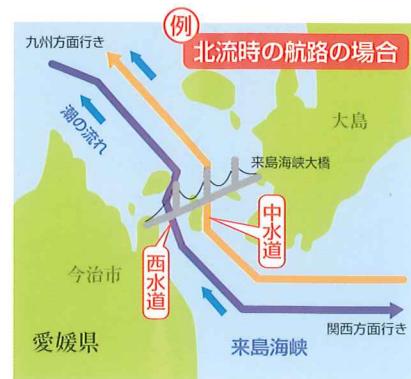 例
北流時の航路の場合
九州方面行き
潮の流れ
大島
来島海峡大橋
中水道
西水道
今治市
関西方面行き
愛媛県
来島海峡